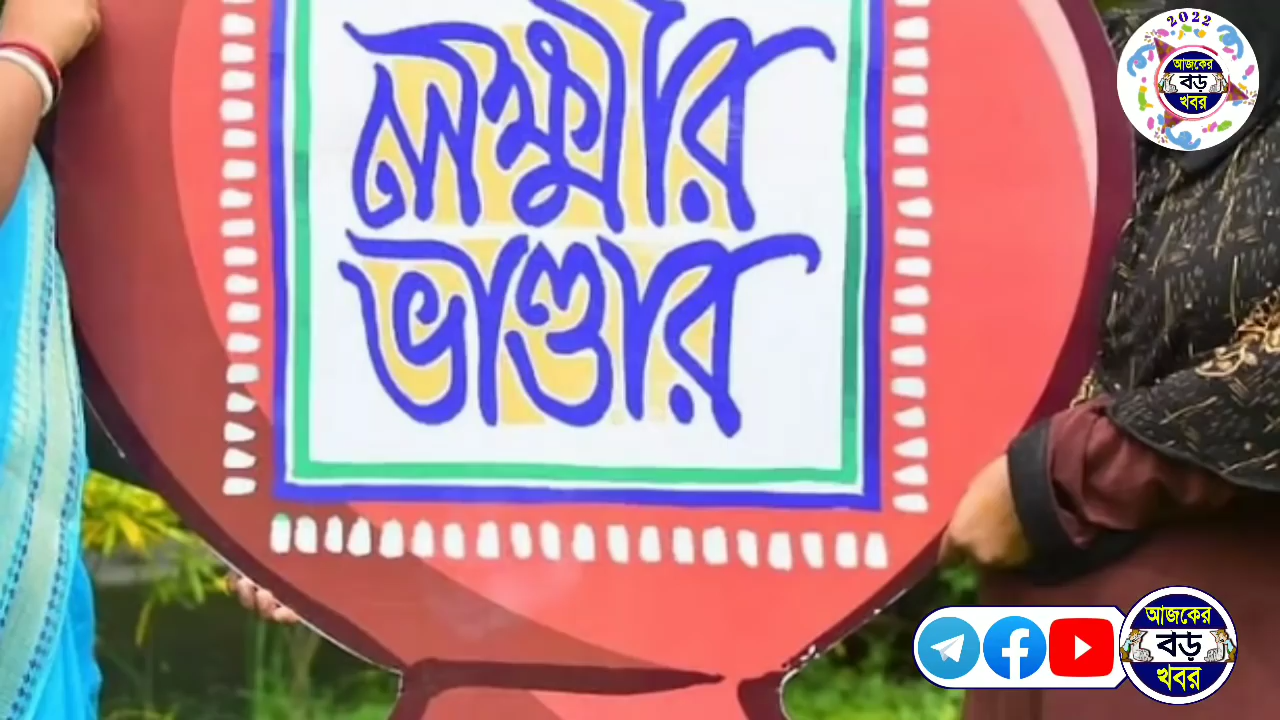 লক্ষ্মীর
ভাণ্ডার
2022
আজকের
বড়
খবর
আজকের
বড়
খবর